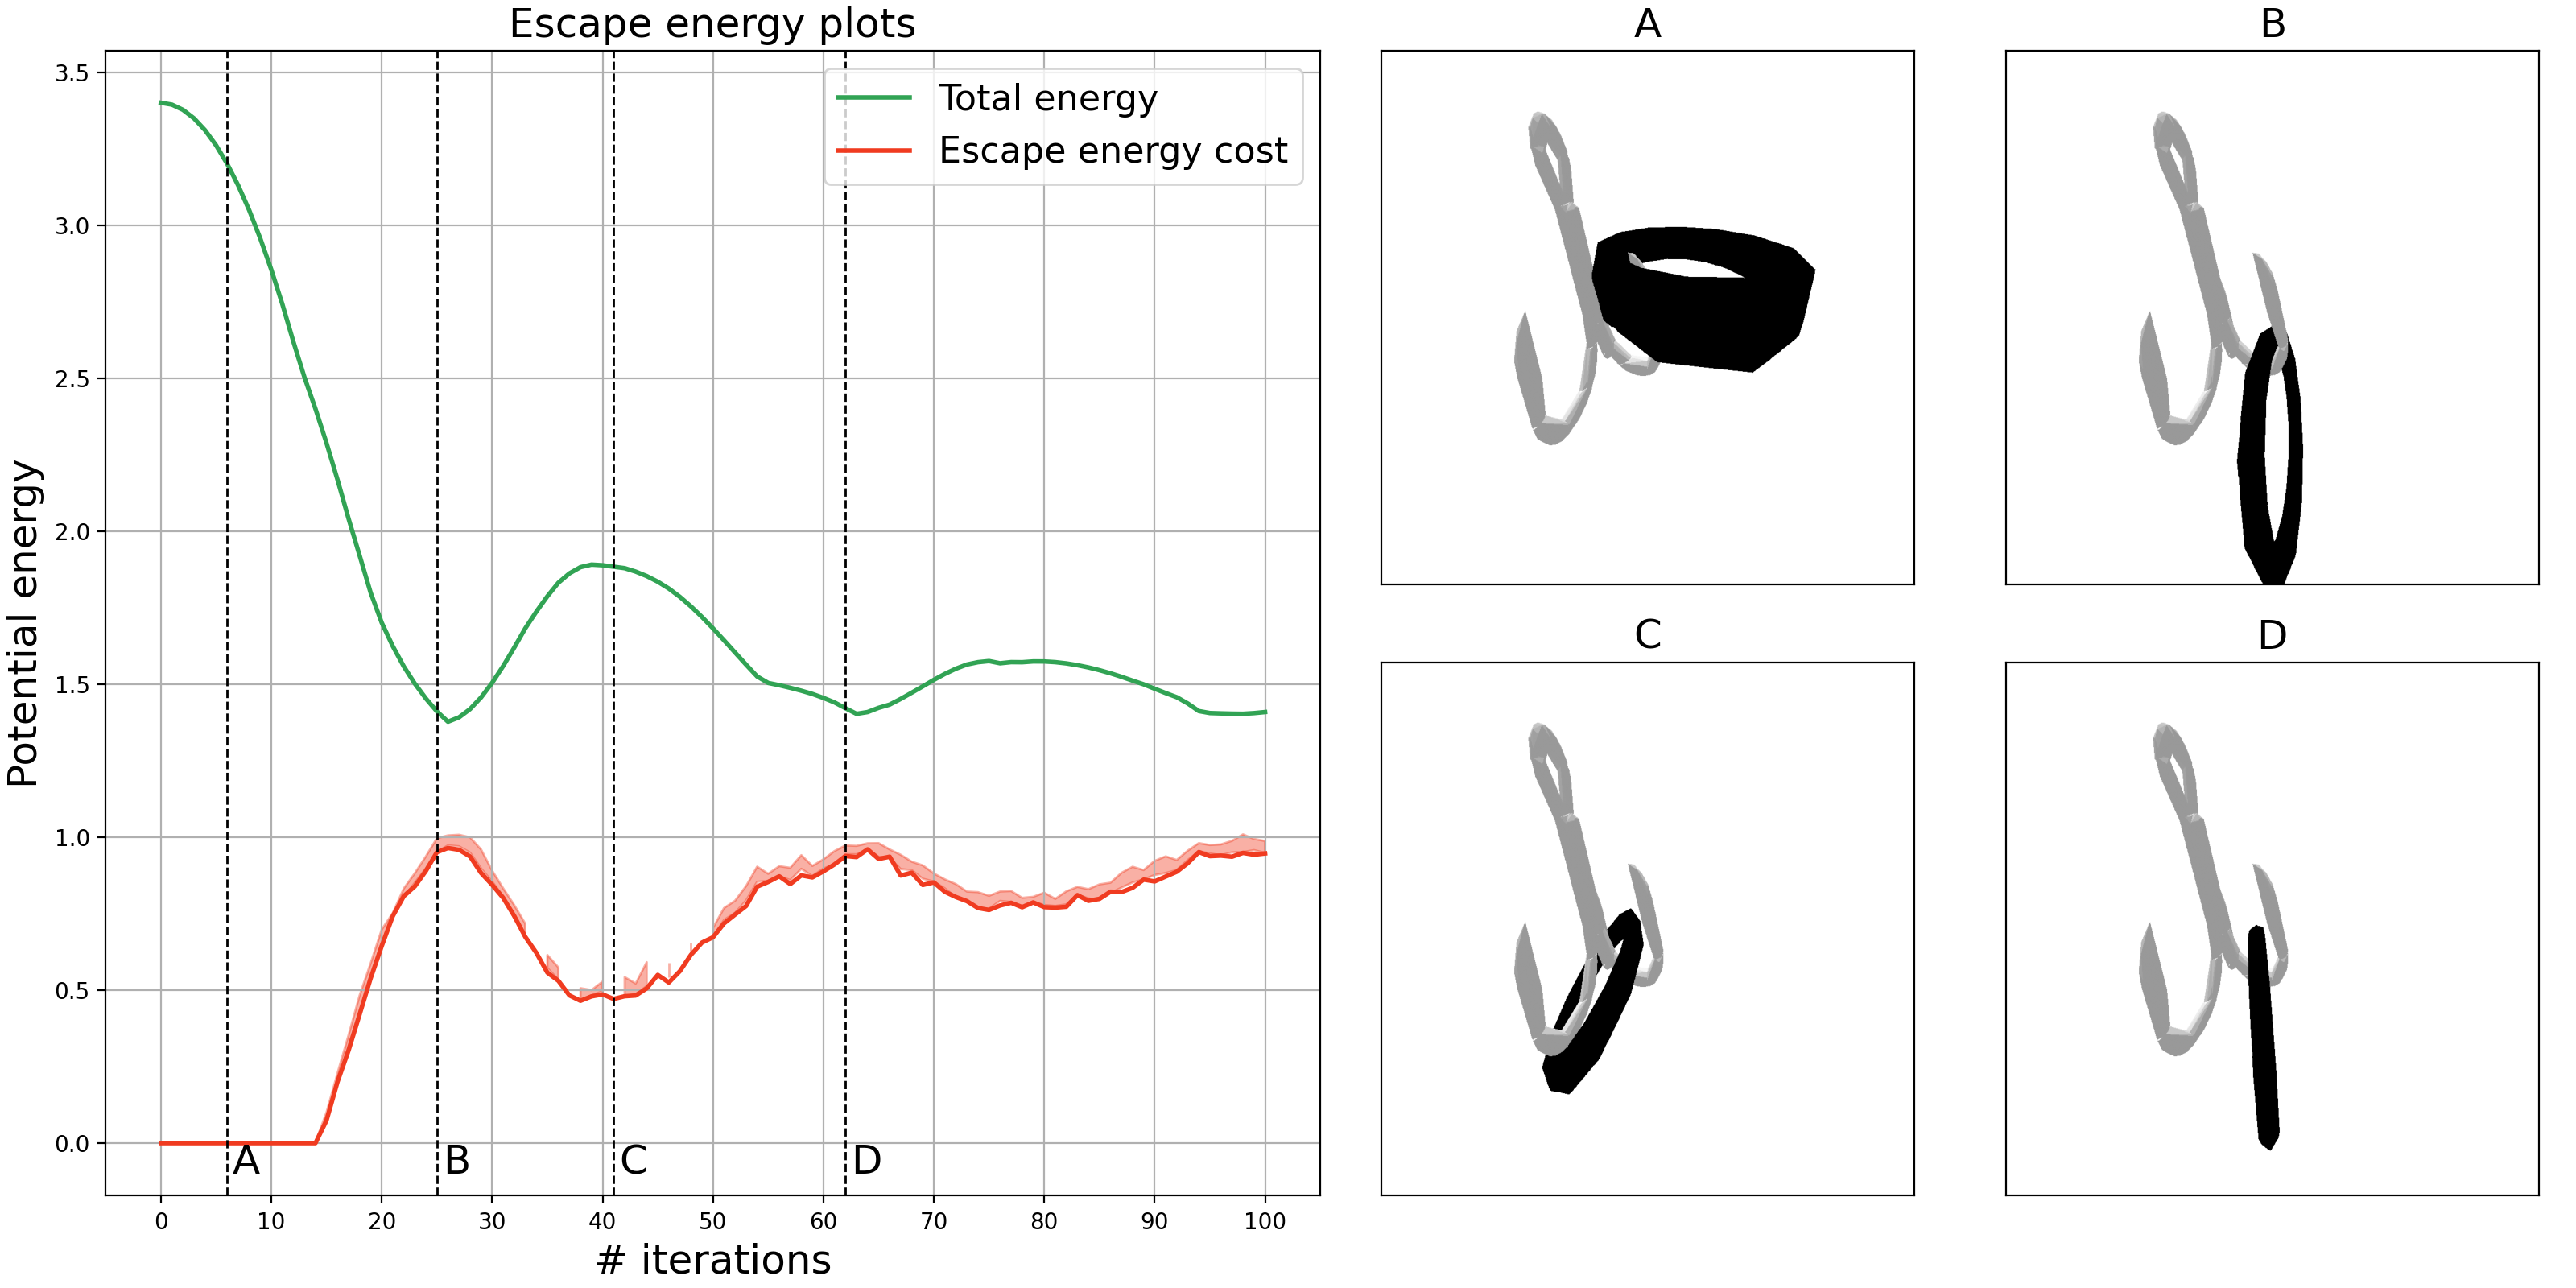 Escape energy plots
Potential energy
3.5
3.0
2.5
2.0
1.5
1.0
0.5
0.0
Total energy
Escape energy cost
A
B
C
D
0 10 20 30 40 50 60 70 80 90 100
# iterations
A
B
C
D